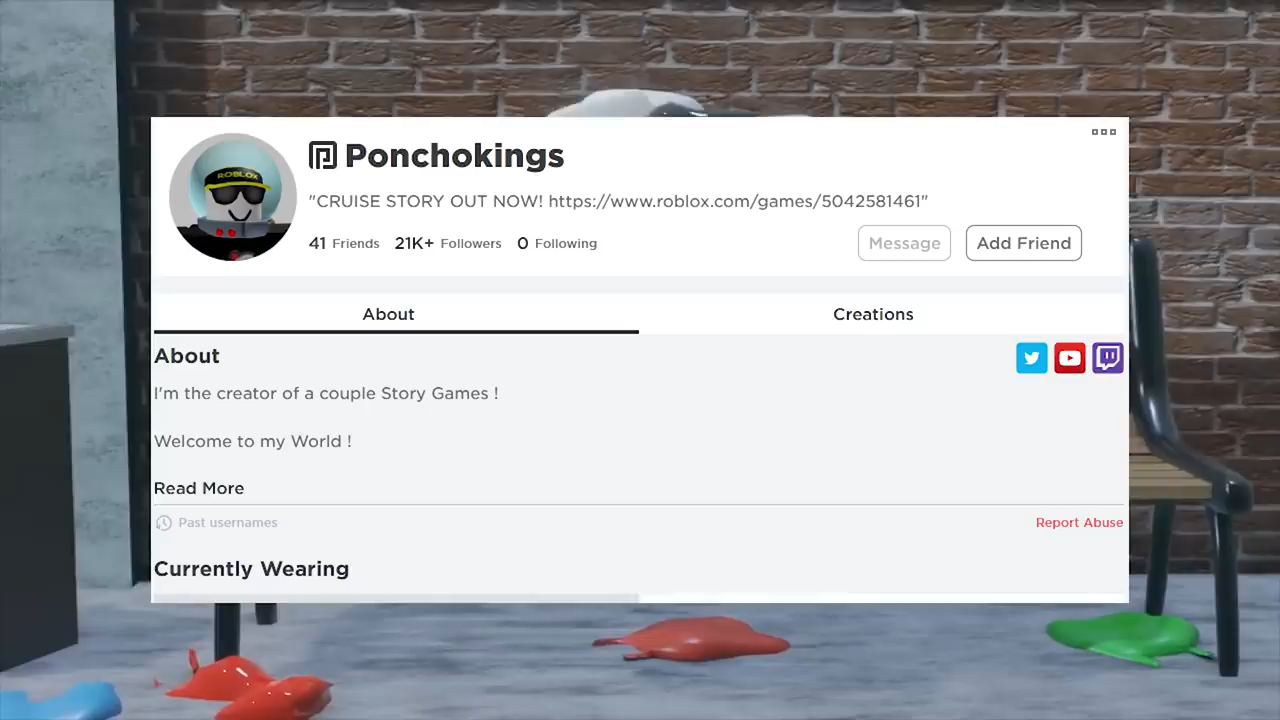 ROBLOX
Ponchokings
"CRUISE STORY OUT NOW! https://www.roblox.com/games/5042581461"
41 Friends 21K+ Followers 0 Following
Message Add Friend
About Creations
About
I'm the creator of a couple Story Games !
Welcome to my World !
Read More
Past usernames Report Abuse
Currently Wearing